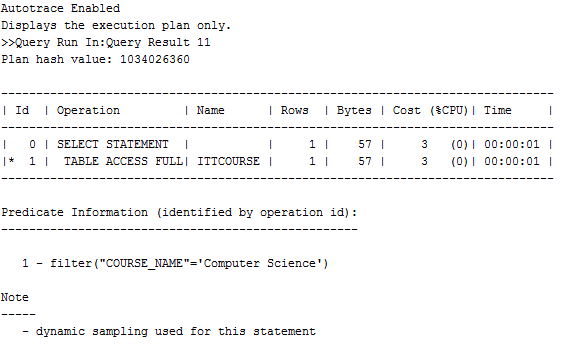 Autotrace Enabled
Displays the execution plan only.
>>Query Run In:Query Result 11
Plan hash value: 1034026360

-------------------------------------------------------------------------------
| Id  | Operation         | Name      | Rows  | Bytes | Cost (%CPU)| Time     |
-------------------------------------------------------------------------------
|   0 | SELECT STATEMENT  |           |     1 |    57 |     3   (0)| 00:00:01 |
|*  1 |  TABLE ACCESS FULL| ITTCOURSE |     1 |    57 |     3   (0)| 00:00:01 |
-------------------------------------------------------------------------------

Predicate Information (identified by operation id):
---------------------------------------------------

   1 - filter("COURSE_NAME"='Computer Science')

Note
-----
   - dynamic sampling used for this statement